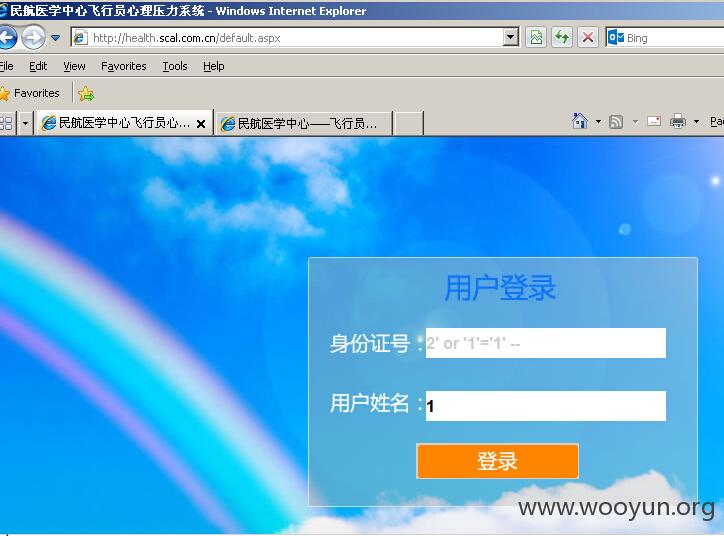 民航医学中心飞行员心理压力系统 - Windows Internet Explorer
http://health.scal.com.cn/default.aspx
Bing
File Edit View Favorites Tools Help
Favorites
民航医学中心飞行员心... 民航医学中心——飞行员...
用户登录
身份证号：2' or '1'='1' --
用户姓名：1
登录
www.wooyun.org